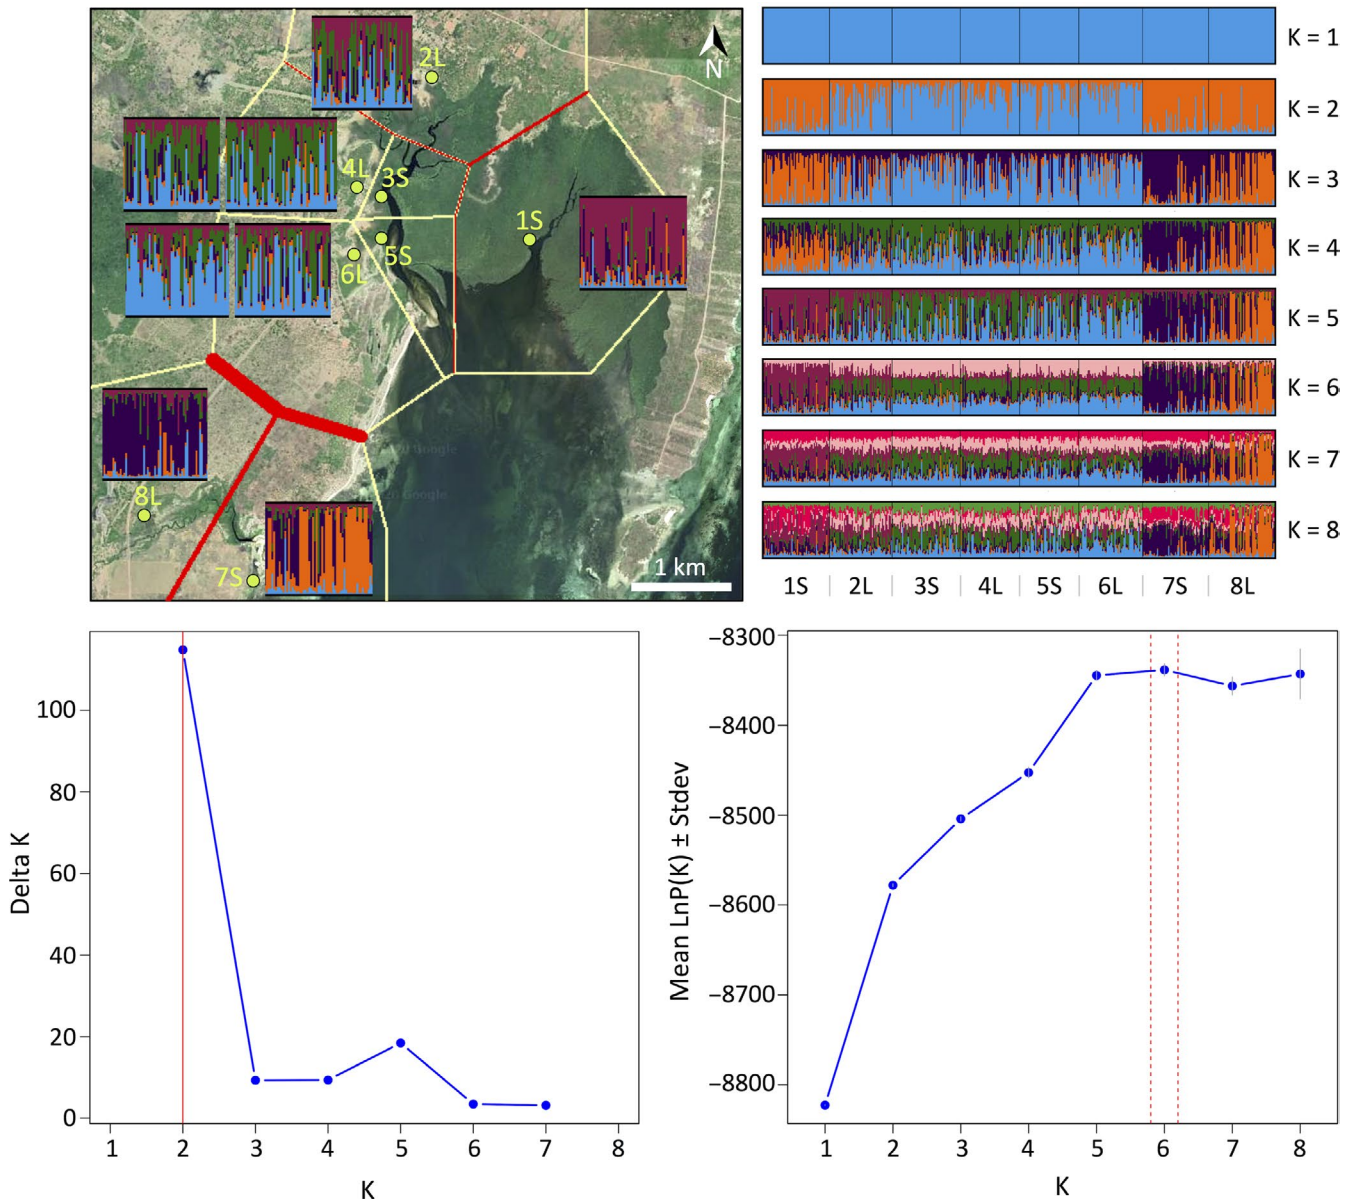 N
2L
4L
3S
1S
5S
6L
8L
7S
Google
Google
1 km
K = 1
K = 2
K = 3
K = 4
K = 5
K = 6
K = 7
K = 8
1S 2L 3S 4L 5S 6L 7S 8L
Delta K
100
80
60
40
20
0
1 2 3 4 5 6 7 8
K
Mean LnP(K) ± Stdev
−8300
−8400
−8500
−8600
−8700
−8800
1 2 3 4 5 6 7 8
K